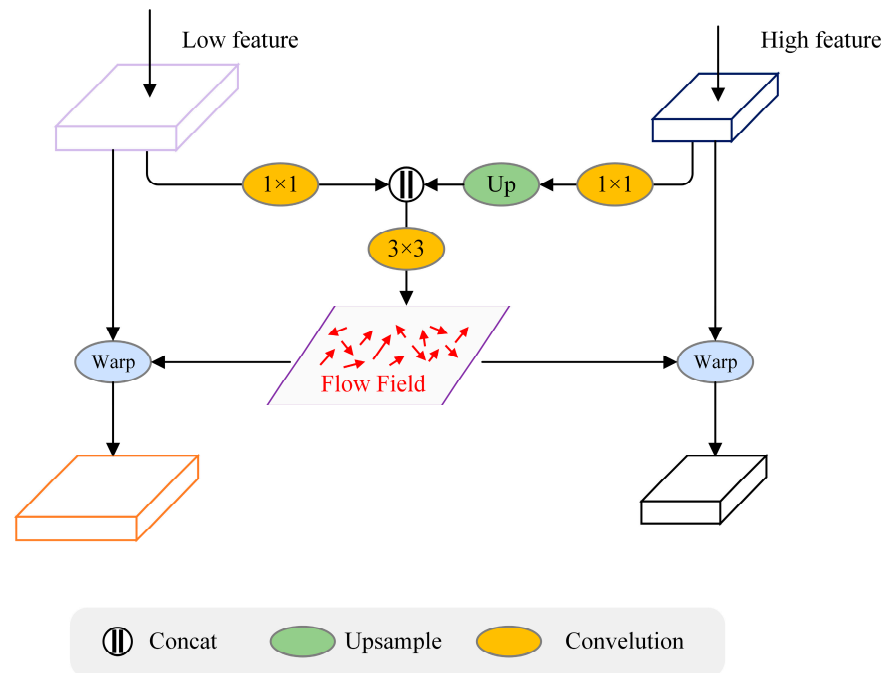 Low feature
High feature
1×1
Up
1×1
3×3
Flow Field
Warp
Warp
Concat
Upsample
Convelution